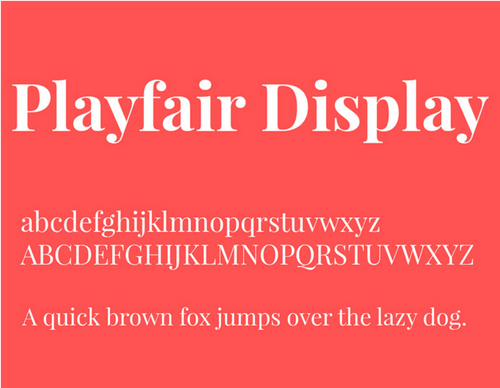 Playfair Display
abcdefghijklmnopqrstuvwxyz
ABCDEFGHIJKLMNOPQRSTUVWXYZ
A quick brown fox jumps over the lazy dog.